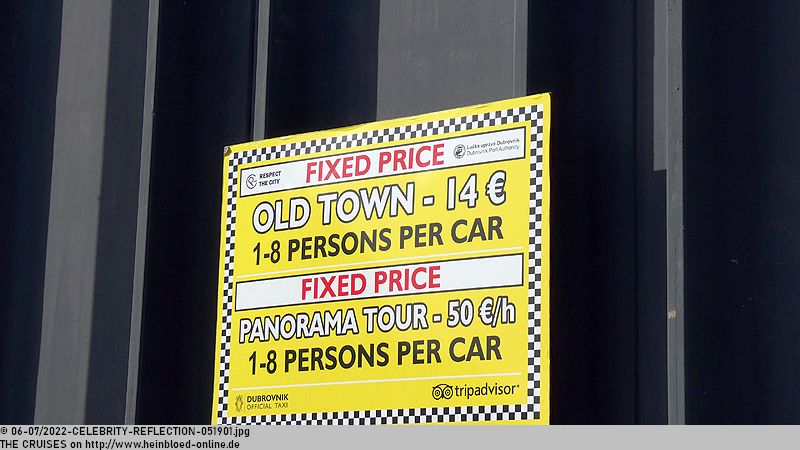 RESPECT
THE CITY
FIXED PRICE
Lučka uprava Dubrovnik
Dubrovnik Port Authority
OLD TOWN - 14 €
1-8 PERSONS PER CAR
FIXED PRICE
PANORAMA TOUR - 50 €/h
1-8 PERSONS PER CAR
DUBROVNIK
OFFICIAL TAXI
tripadvisor®
© 06-07/2022-CELEBRITY-REFLECTION-051901.jpg
THE CRUISES on http://www.heinbloed-online.de